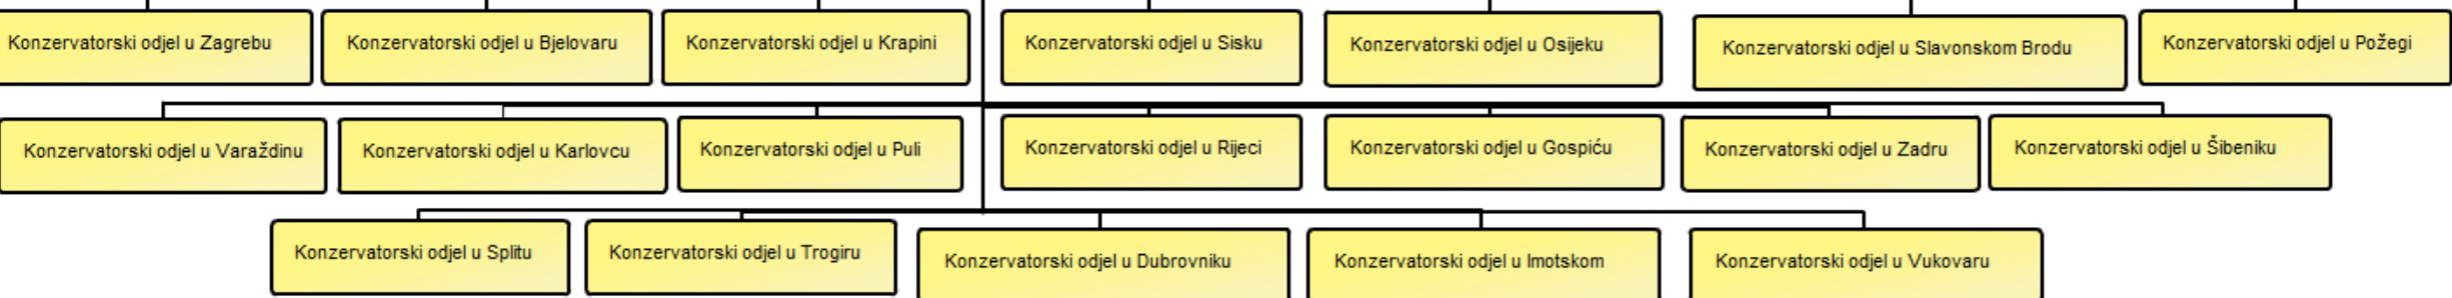 Konzervatorski odjel u Zagrebu
Konzervatorski odjel u Bjelovaru
Konzervatorski odjel u Krapini
Konzervatorski odjel u Sisku
Konzervatorski odjel u Osijeku
Konzervatorski odjel u Slavonskom Brodu
Konzervatorski odjel u Požegi
Konzervatorski odjel u Varaždinu
Konzervatorski odjel u Karlovcu
Konzervatorski odjel u Puli
Konzervatorski odjel u Rijeci
Konzervatorski odjel u Gospiću
Konzervatorski odjel u Zadru
Konzervatorski odjel u Šibeniku
Konzervatorski odjel u Splitu
Konzervatorski odjel u Trogiru
Konzervatorski odjel u Dubrovniku
Konzervatorski odjel u Imotskom
Konzervatorski odjel u Vukovaru